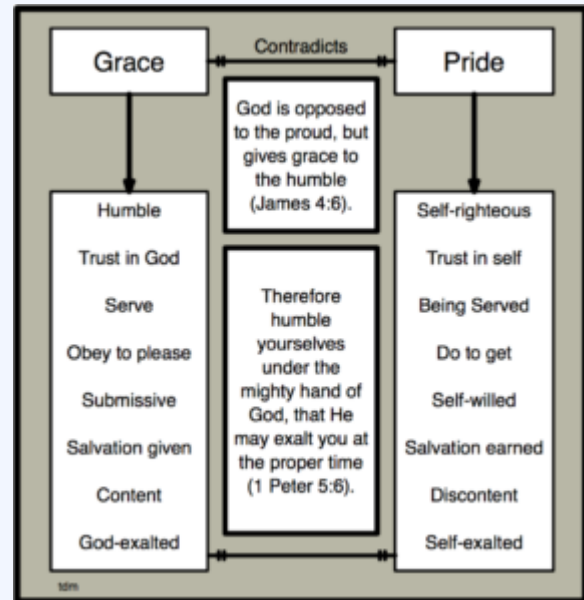 Grace
Contradicts
Pride
God is opposed
to the proud, but
gives grace to
the humble
(James 4:6).
Therefore
humble
yourselves
under the
mighty hand of
God, that He
may exalt you at
the proper time
(1 Peter 5:6).
Humble
Trust in God
Serve
Obey to please
Submissive
Salvation given
Content
God-exalted
Self-righteous
Trust in self
Being Served
Do to get
Self-willed
Salvation earned
Discontent
Self-exalted
tdm